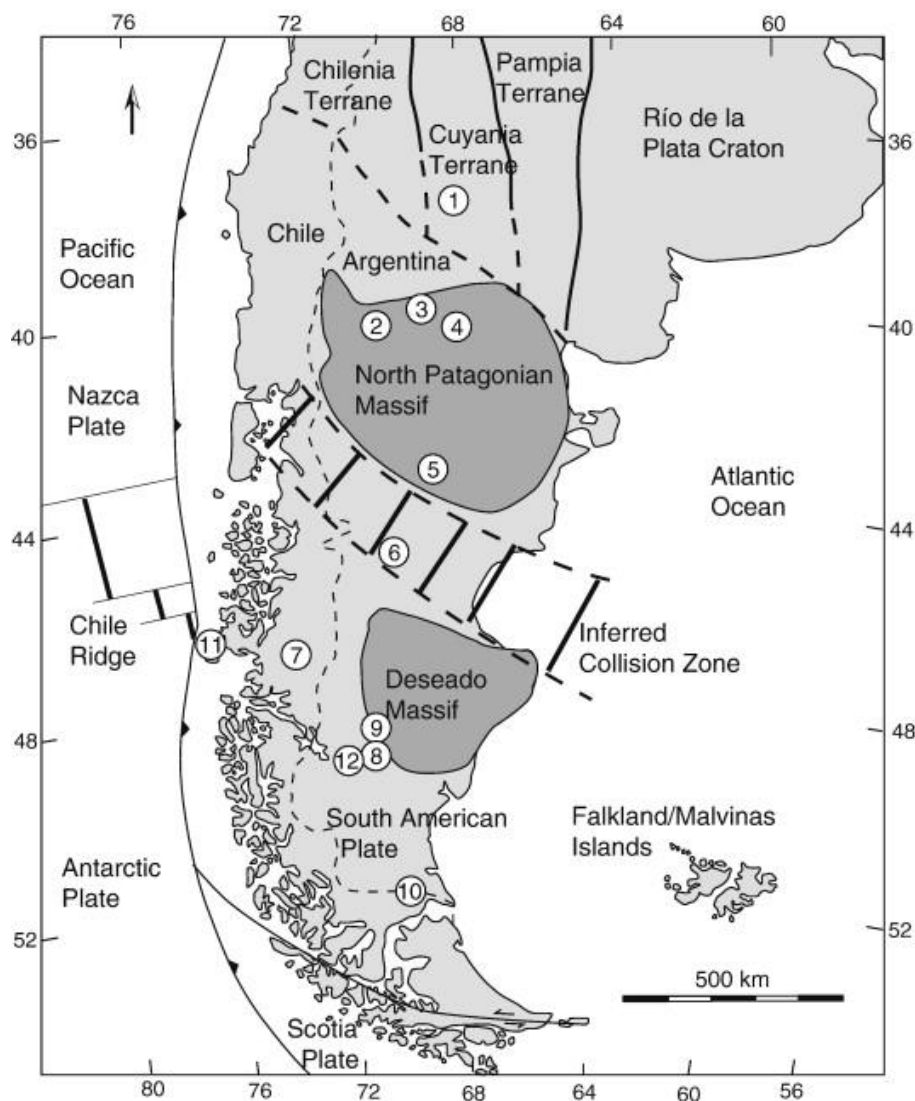 76
72
68
60
Chilenia
Terrane
Pampia
Terrane
Río de la
Plata Craton
36
36
Cuyania
Terrane
1
Pacific
Ocean
Chile
Argentina
40
40
2
3
4
North Patagonian
Massif
Nazca
Plate
5
Atlantic
Ocean
44
44
6
Chile
Ridge
11
7
Inferred
Collision Zone
Deseado
Massif
9
48
48
12
8
South American
Plate
Falkland/Malvinas
Islands
Antarctic
Plate
10
52
52
500 km
Scotia
Plate
80
76
72
68
64
60
56